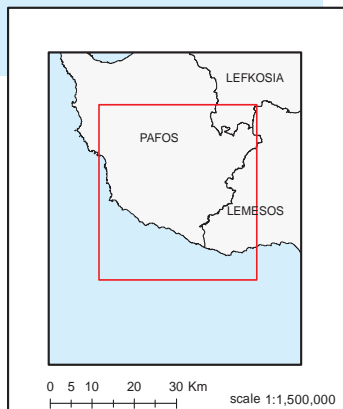 LEFKOSIA
PAFOS
LEMESOS
0 5 10 20 30 Km
scale 1:1,500,000